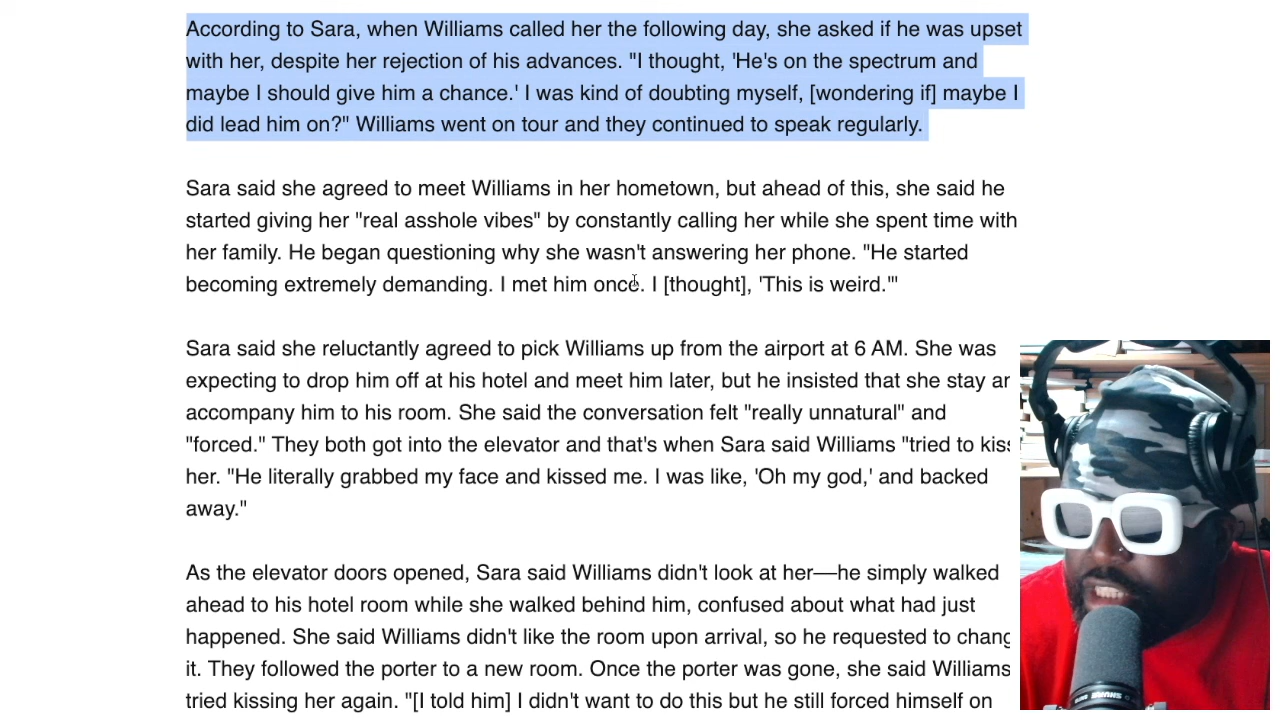 According to Sara, when Williams called her the following day, she asked if he was upset
with her, despite her rejection of his advances. "I thought, 'He's on the spectrum and
maybe I should give him a chance.' I was kind of doubting myself, [wondering if] maybe I
did lead him on?" Williams went on tour and they continued to speak regularly.
Sara said she agreed to meet Williams in her hometown, but ahead of this, she said he
started giving her "real asshole vibes" by constantly calling her while she spent time with
her family. He began questioning why she wasn't answering her phone. "He started
becoming extremely demanding. I met him once. I [thought], 'This is weird.'"
Sara said she reluctantly agreed to pick Williams up from the airport at 6 AM. She was
expecting to drop him off at his hotel and meet him later, but he insisted that she stay
accompany him to his room. She said the conversation felt "really unnatural" and
"forced." They both got into the elevator and that's when Sara said Williams "tried to kiss
her. "He literally grabbed my face and kissed me. I was like, 'Oh my god,' and backed
away."
As the elevator doors opened, Sara said Williams didn't look at her—he simply walked
ahead to his hotel room while she walked behind him, confused about what had just
happened. She said Williams didn't like the room upon arrival, so he requested to
it. They followed the porter to a new room. Once the porter was gone, she said Williams
tried kissing her again. "[I told him] I didn't want to do this but he still forced himself on
SHURE